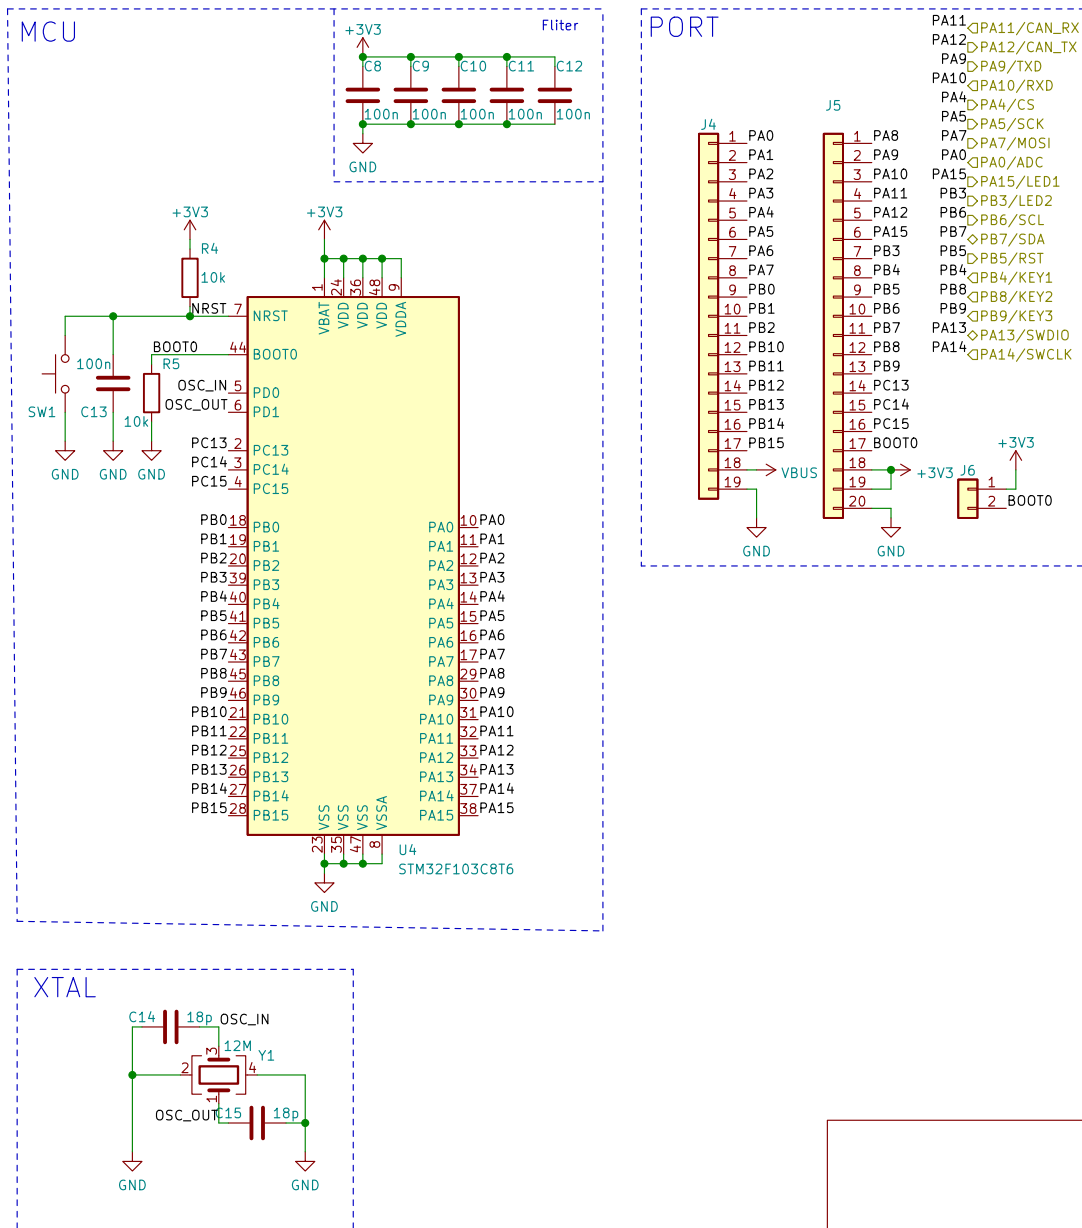 MCU
Fliter
+3V3
C8 C9 C10 C11 C12
100n 100n 100n 100n 100n
GND
+3V3 +3V3
R4
10k
NRST 7 NRST
1 24 36 48 9
VBAT VDD VDD VDD VDDA
BOOT0 44 BOOT0
100n R5
SW1 C13 10k
GND GND GND
OSC_IN 5 PD0
OSC_OUT 6 PD1
PC13 2 PC13
PC14 3 PC14
PC15 4 PC15
PB0 18 PB0 PA0 10 PA0
PB1 19 PB1 PA1 11 PA1
PB2 20 PB2 PA2 12 PA2
PB3 39 PB3 PA3 13 PA3
PB4 40 PB4 PA4 14 PA4
PB5 41 PB5 PA5 15 PA5
PB6 42 PB6 PA6 16 PA6
PB7 43 PB7 PA7 17 PA7
PB8 45 PB8 PA8 29 PA8
PB9 46 PB9 PA9 30 PA9
PB10 21 PB10 PA10 31 PA10
PB11 22 PB11 PA11 32 PA11
PB12 25 PB12 PA12 33 PA12
PB13 26 PB13 PA13 34 PA13
PB14 27 PB14 PA14 37 PA14
PB15 28 PB15 PA15 38 PA15
VSS VSS VSS VSSA
23 35 47 8
U4
STM32F103C8T6
GND
PORT
J4
1 PA0
2 PA1
3 PA2
4 PA3
5 PA4
6 PA5
7 PA6
8 PA7
9 PB0
10 PB1
11 PB2
12 PB10
13 PB11
14 PB12
15 PB13
16 PB14
17 PB15
18 VBUS
19
GND
J5
1 PA8
2 PA9
3 PA10
4 PA11
5 PA12
6 PA15
7 PB3
8 PB4
9 PB5
10 PB6
11 PB7
12 PB8
13 PB9
14 PC13
15 PC14
16 PC15
17 BOOT0
18 +3V3
19
20
GND
PA11 PA11/CAN_RX
PA12 PA12/CAN_TX
PA9 PA9/TXD
PA10 PA10/RXD
PA4 PA4/CS
PA5 PA5/SCK
PA7 PA7/MOSI
PA0 PA0/ADC
PA15 PA15/LED1
PB3 PB3/LED2
PB6 PB6/SCL
PB7 PB7/SDA
PB5 PB5/RST
PB4 PB4/KEY1
PB8 PB8/KEY2
PB9 PB9/KEY3
PA13 PA13/SWDIO
PA14 PA14/SWCLK
+3V3
J6
1
2 BOOT0
XTAL
C14 18p OSC_IN
3 12M Y1
2 4
1
OSC_OUT C15 18p
GND GND